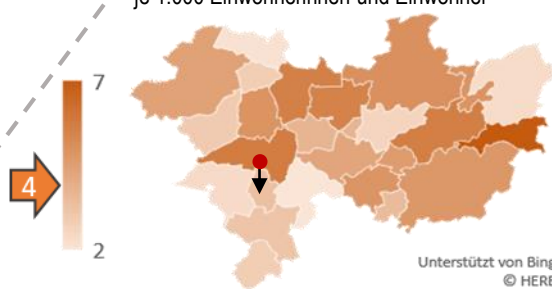 je 1.000 Einwohnerinnen und Einwohner
7
4
2
Unterstützt von Bing
© HERE